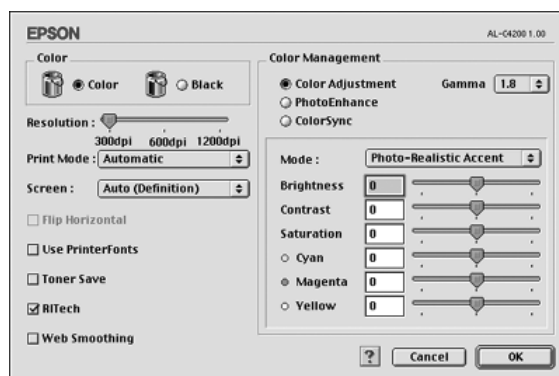 EPSON
AL-C4200 1.00
Color
Color
Black
Resolution :
300dpi 600dpi 1200dpi
Print Mode : Automatic
Screen : Auto (Definition)
Flip Horizontal
Use PrinterFonts
Toner Save
RITech
Web Smoothing
Color Management
Color Adjustment
Gamma 1.8
PhotoEnhance
ColorSync
Mode : Photo-Realistic Accent
Brightness 0
Contrast 0
Saturation 0
Cyan 0
Magenta 0
Yellow 0
?
Cancel
OK